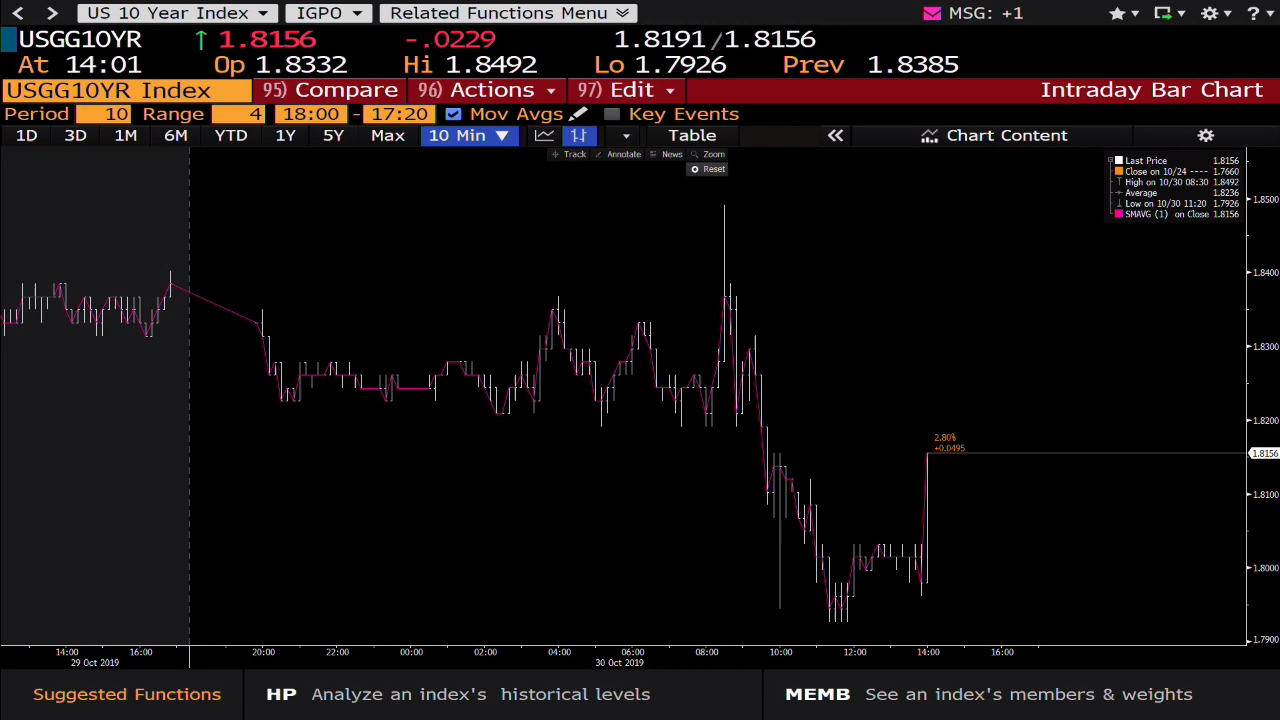 US 10 Year Index IGPO Related Functions Menu MSG: +1 ?
USGG10YR ↑ 1.8156 -.0229 1.8191/1.8156
At 14:01 Op 1.8332 Hi 1.8492 Lo 1.7926 Prev 1.8385
USGG10YR Index 95) Compare 96) Actions 97) Edit Intraday Bar Chart
Period 10 Range 4 18:00 - 17:20 Mov Avgs Key Events
1D 3D 1M 6M YTD 1Y 5Y Max 10 Min ▼ Table « Chart Content
Track Annotate News Zoom
Reset
Last Price 1.8156
Close on 10/24 ---- 1.7660
High on 10/30 08:30 1.8492
Average 1.8236
Low on 10/30 11:20 1.7926
SMAVG (1) on Close 1.8156
1.8500
1.8400
1.8300
1.8200
2.80%
+0.0495
1.8156
1.8100
1.8000
1.7900
14:00 16:00 20:00 22:00 00:00 02:00 04:00 06:00 08:00 10:00 12:00 14:00 16:00
29 Oct 2019 30 Oct 2019
Suggested Functions HP Analyze an index's historical levels MEMB See an index's members & weights